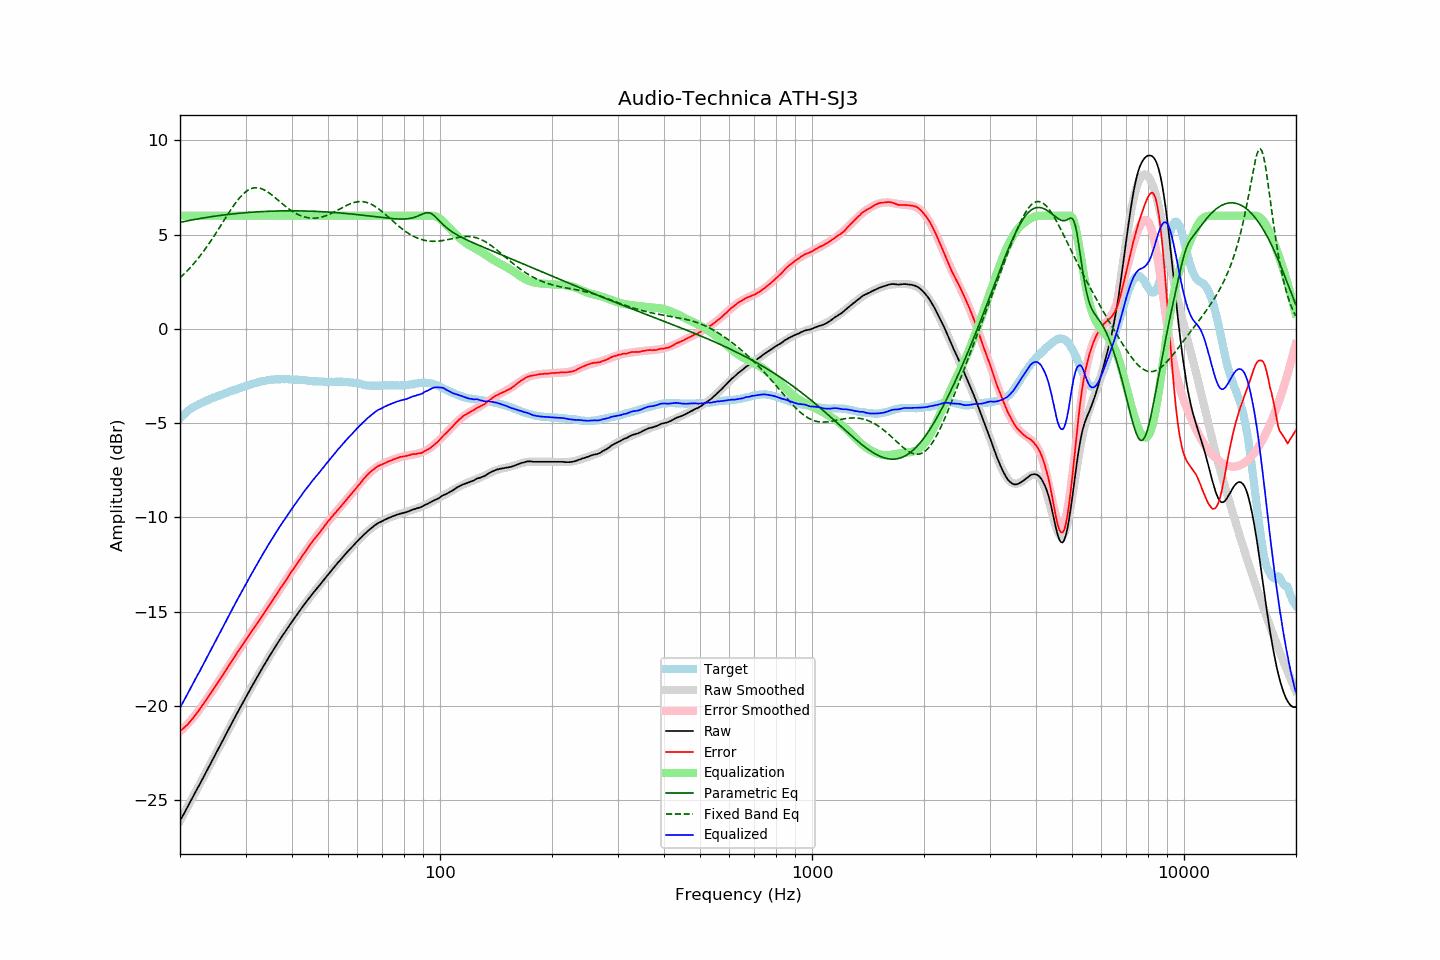 Audio-Technica ATH-SJ3
10
5
0
−5
−10
−15
−20
−25
Amplitude (dBr)
Target
Raw Smoothed
Error Smoothed
Raw
Error
Equalization
Parametric Eq
Fixed Band Eq
Equalized
100
1000
10000
Frequency (Hz)